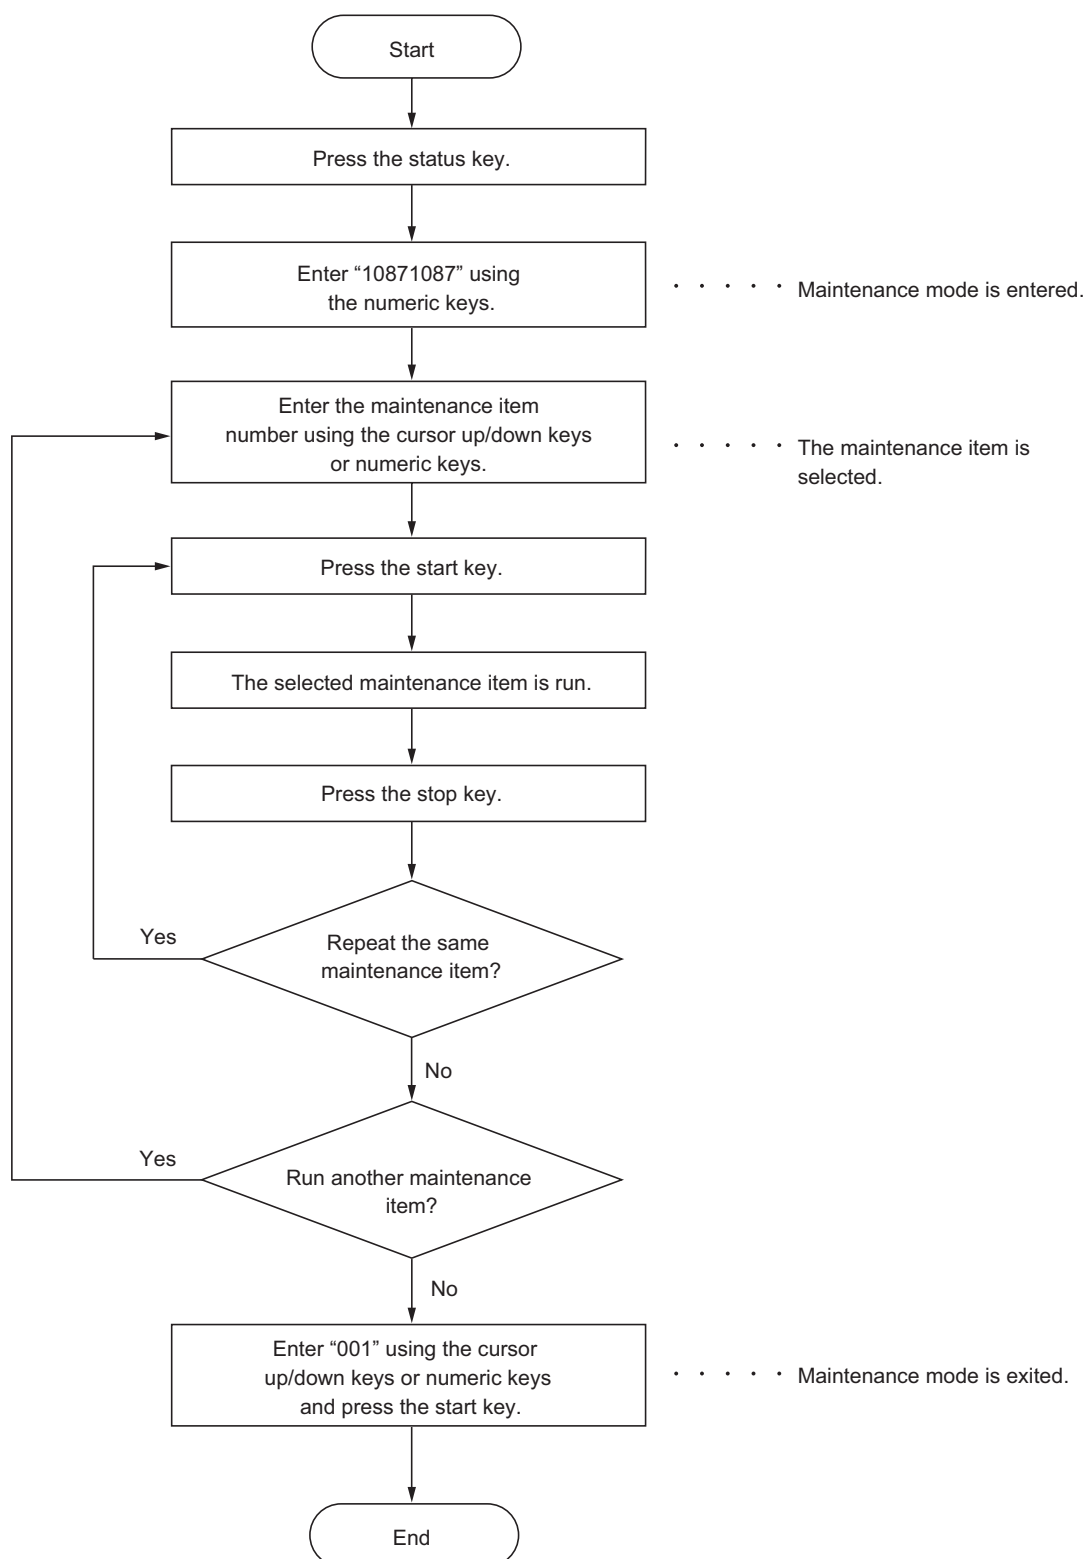 Start
Press the status key.
Enter “10871087” using
the numeric keys.
· · · · · Maintenance mode is entered.
Enter the maintenance item
number using the cursor up/down keys
or numeric keys.
· · · · · The maintenance item is
selected.
Press the start key.
The selected maintenance item is run.
Press the stop key.
Yes
Repeat the same
maintenance item?
No
Yes
Run another maintenance
item?
No
Enter “001” using the cursor
up/down keys or numeric keys
and press the start key.
· · · · · Maintenance mode is exited.
End